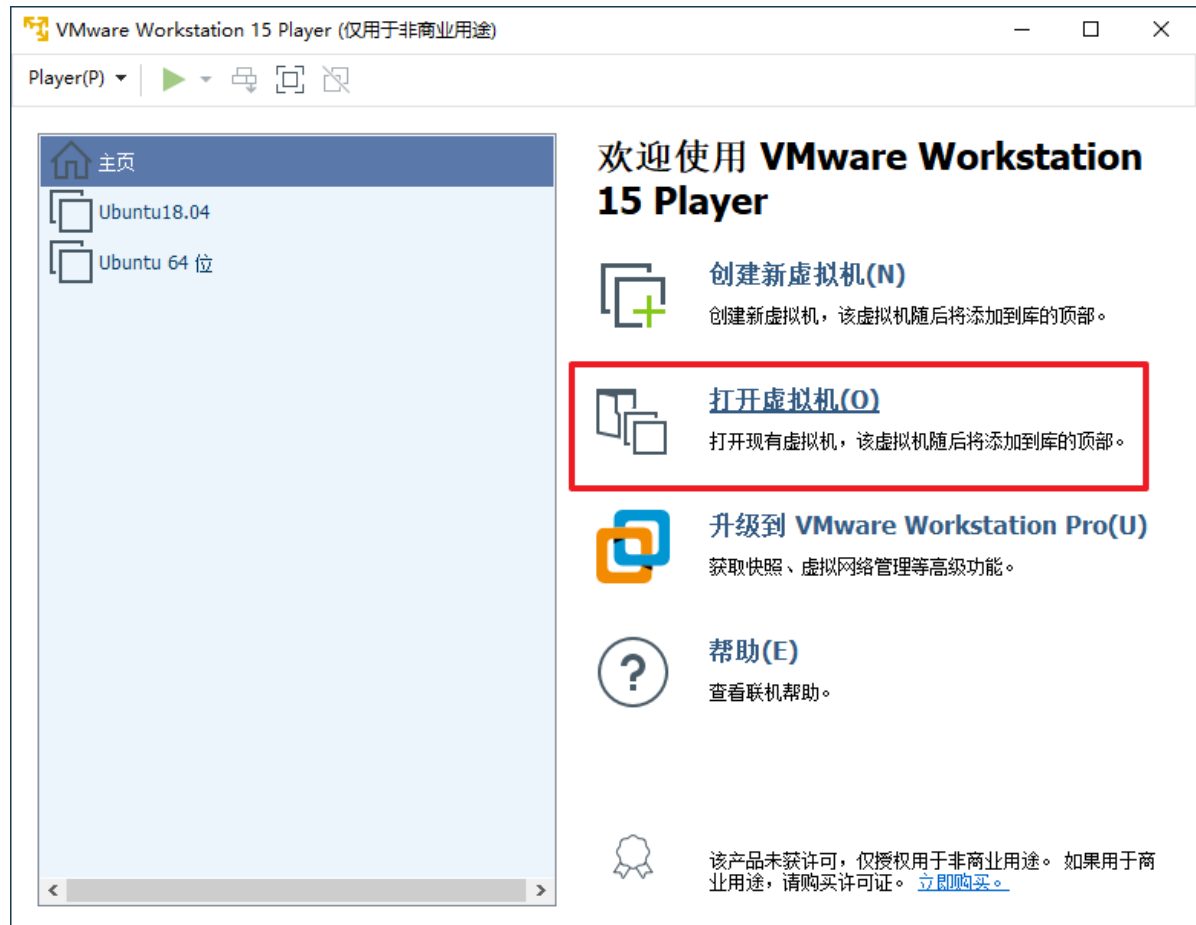 VMware Workstation 15 Player (仅用于非商业用途)
Player(P)
主页
Ubuntu18.04
Ubuntu 64 位
欢迎使用 VMware Workstation
15 Player
创建新虚拟机(N)
创建新虚拟机，该虚拟机随后将添加到库的顶部。
打开虚拟机(O)
打开现有虚拟机，该虚拟机随后将添加到库的顶部。
升级到 VMware Workstation Pro(U)
获取快照、虚拟网络管理等高级功能。
帮助(E)
查看联机帮助。
该产品未获许可，仅授权用于非商业用途。 如果用于商
业用途，请购买许可证。 立即购买。